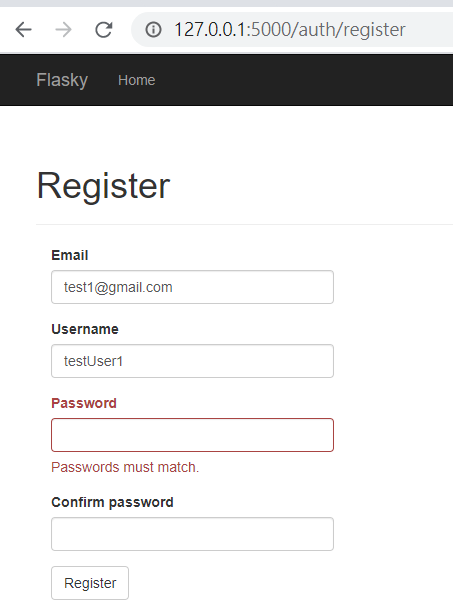 127.0.0.1:5000/auth/register
Flasky Home
Register
Email
test1@gmail.com
Username
testUser1
Password
Passwords must match.
Confirm password
Register